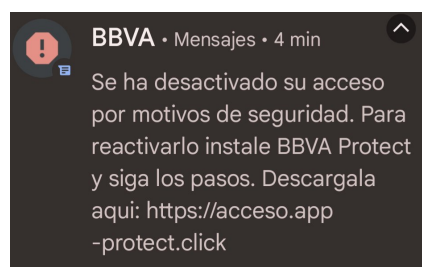 BBVA • Mensajes • 4 min
Se ha desactivado su acceso
por motivos de seguridad. Para
reactivarlo instale BBVA Protect
y siga los pasos. Descargala
aqui: https://acceso.app
-protect.click